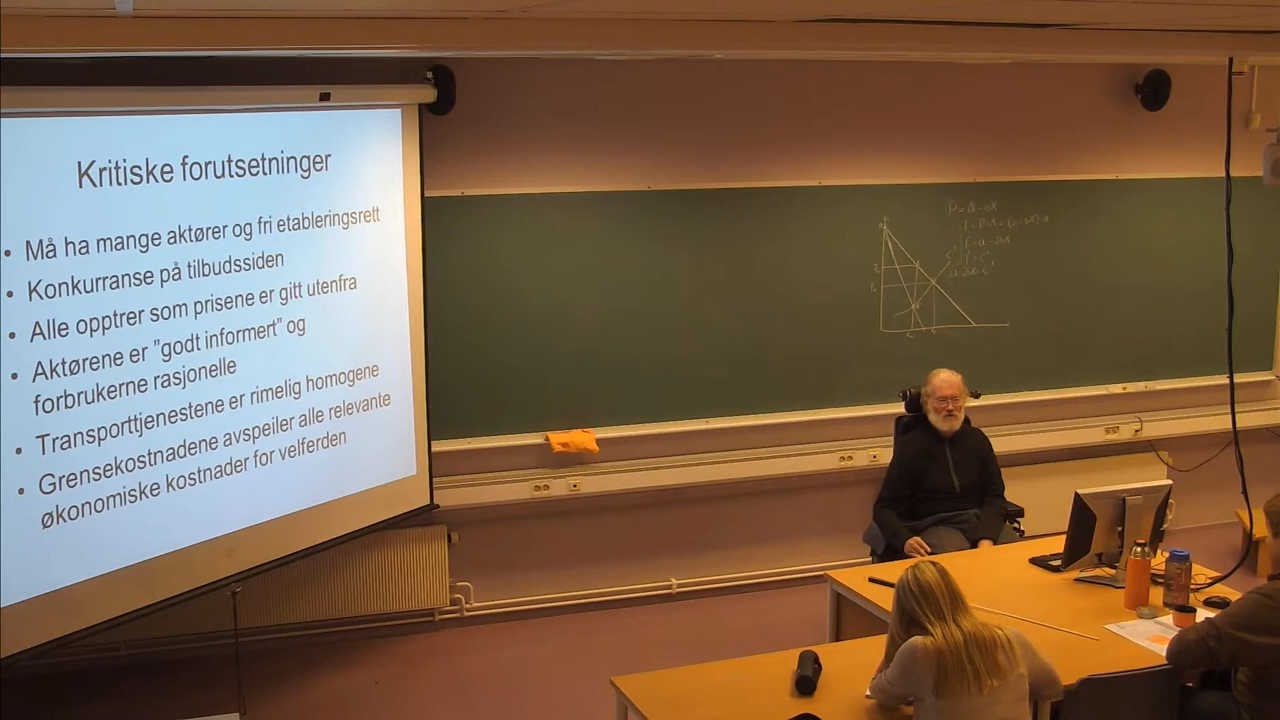 Kritiske forutsetninger
• Må ha mange aktører og fri etableringsrett
• Konkurranse på tilbudssiden
• Alle opptrer som prisene er gitt utenfra
• Aktørene er ”godt informert” og
forbrukerne rasjonelle
• Transporttjenestene er rimelig homogene
• Grensekostnadene avspeiler alle relevante
økonomiske kostnader for velferden